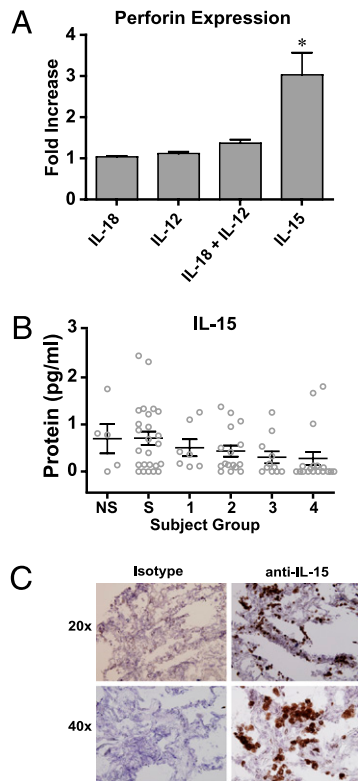 A
Perforin Expression
Fold Increase
4
3
2
1
0
*
IL-18
IL-12
IL-18 + IL-12
IL-15
B
IL-15
Protein (pg/ml)
3
2
1
0
NS S 1 2 3 4
Subject Group
C
Isotype anti-IL-15
20x
40x